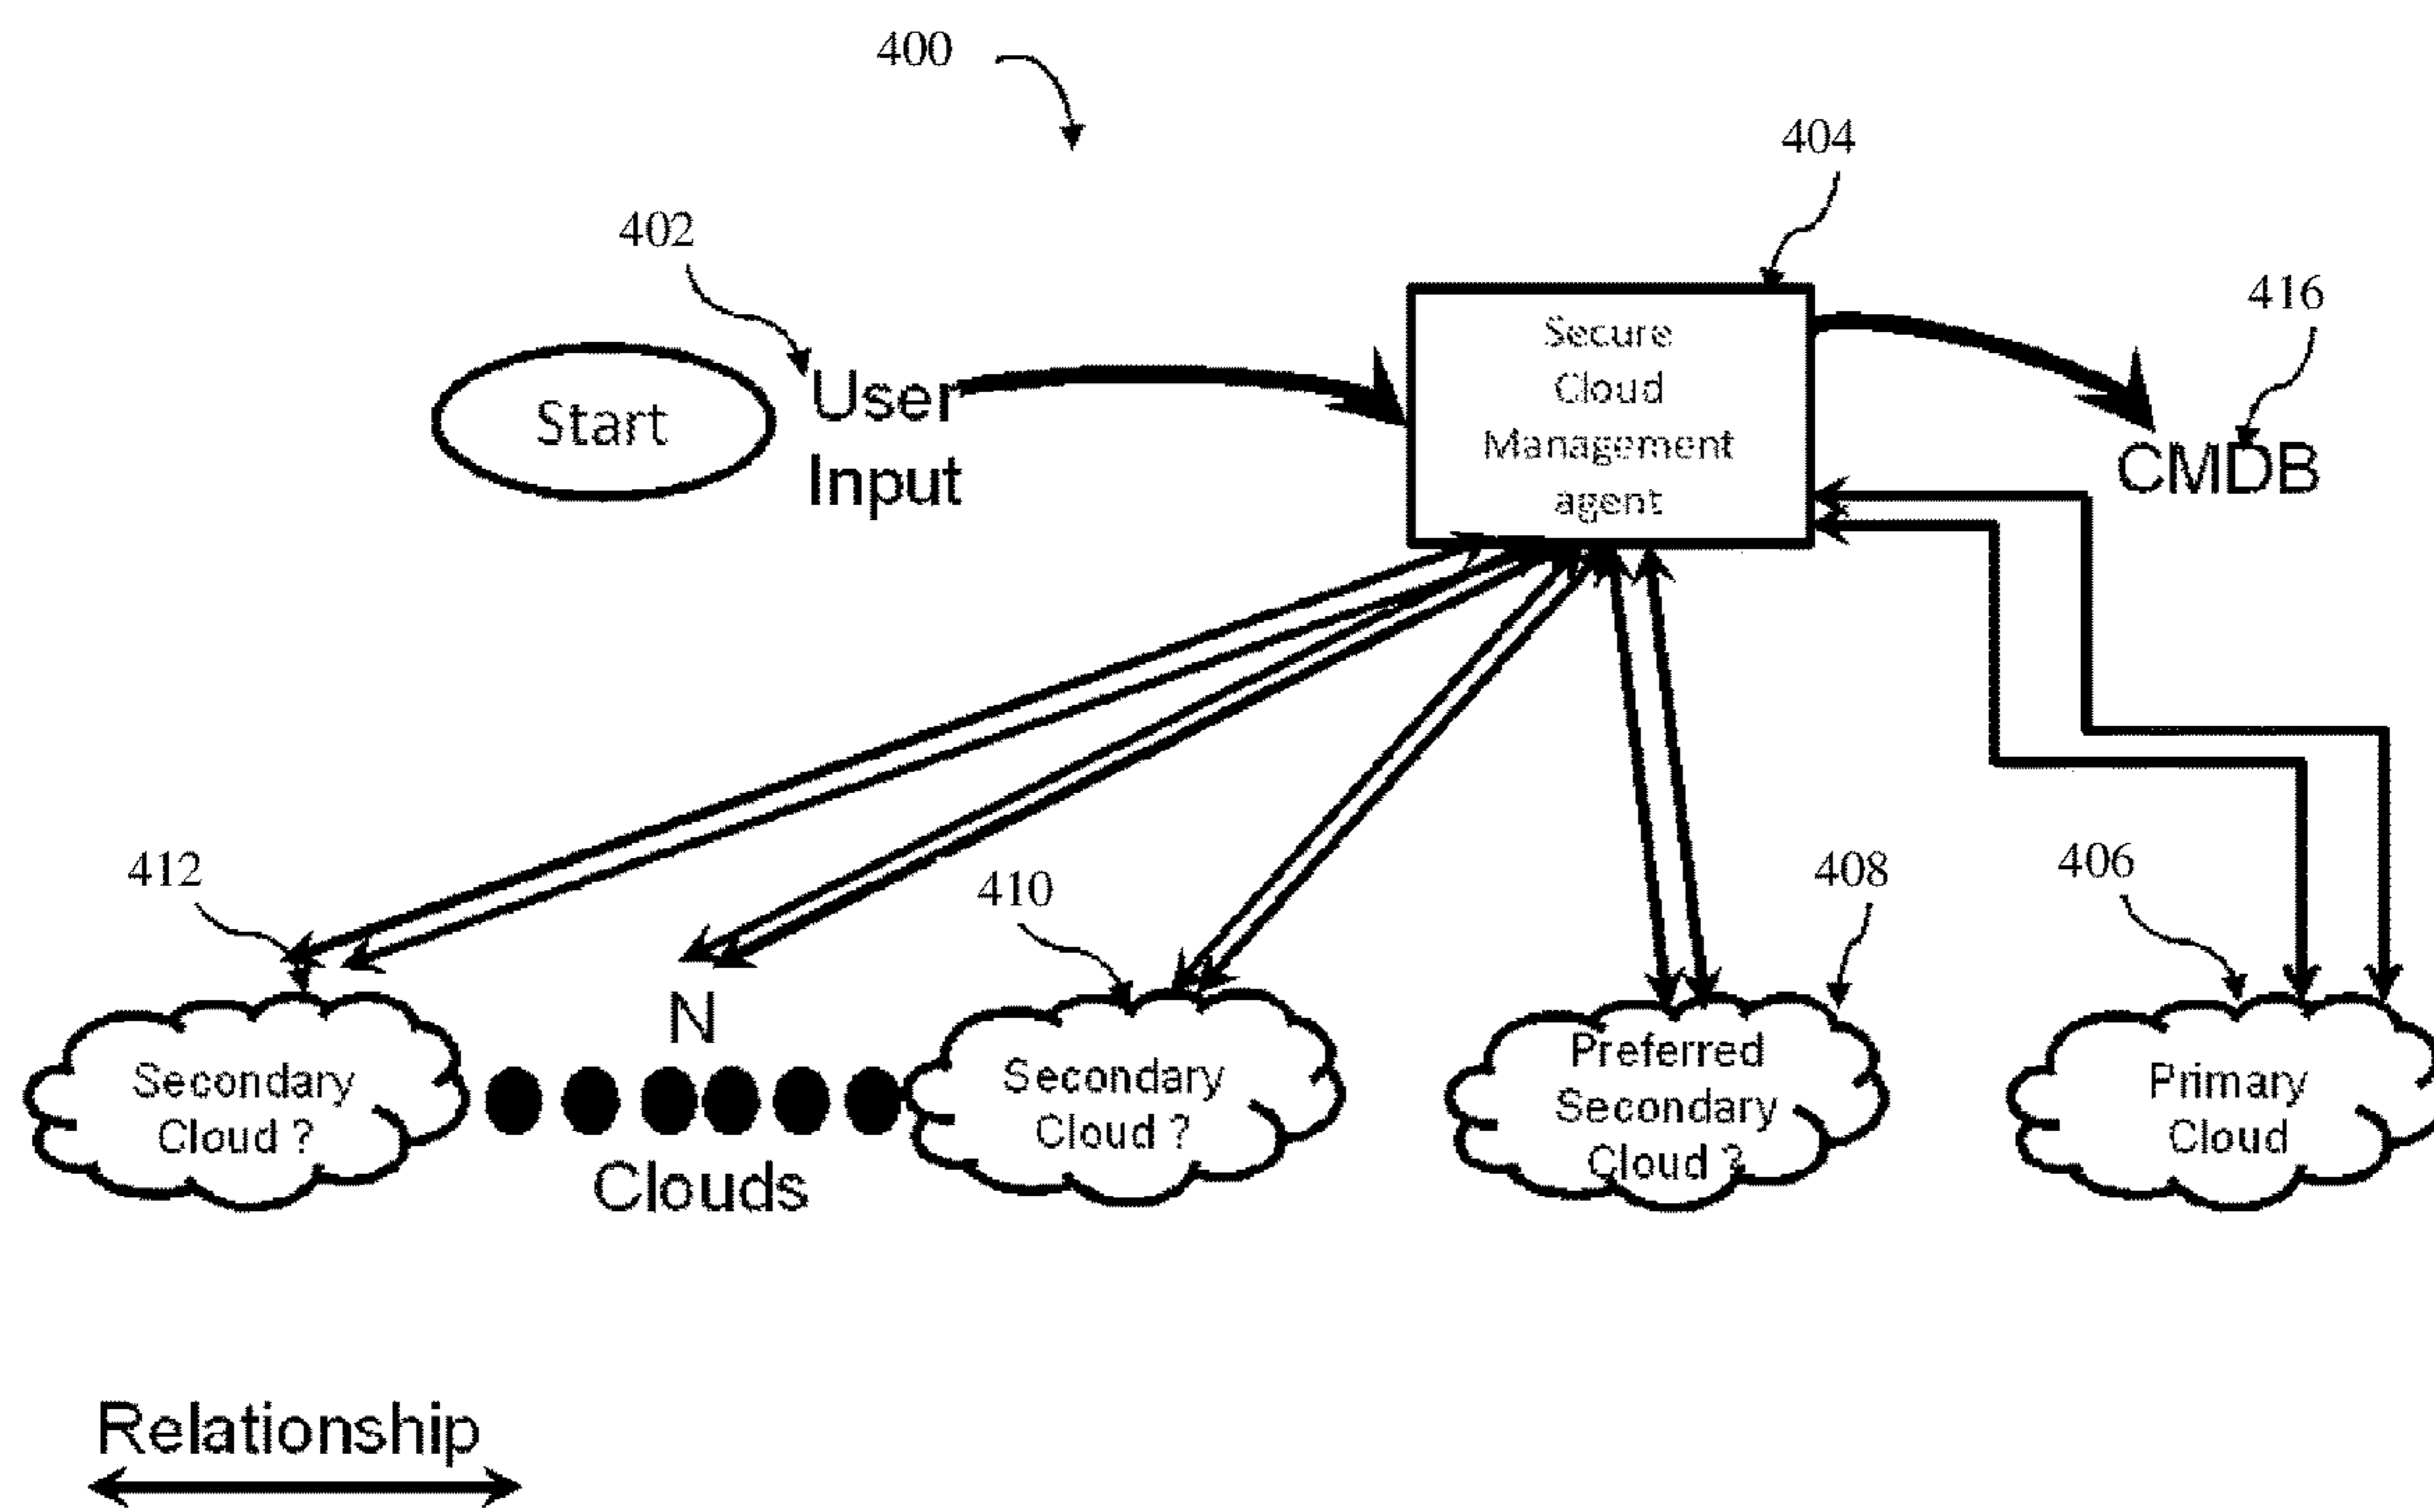 400
404
402
416
Start
User
Input
Secure
Cloud
Management
agent
CMDB
412
410
408
406
Secondary
Cloud ?
N
Clouds
Secondary
Cloud ?
Preferred
Secondary
Cloud ?
Primary
Cloud
Relationship